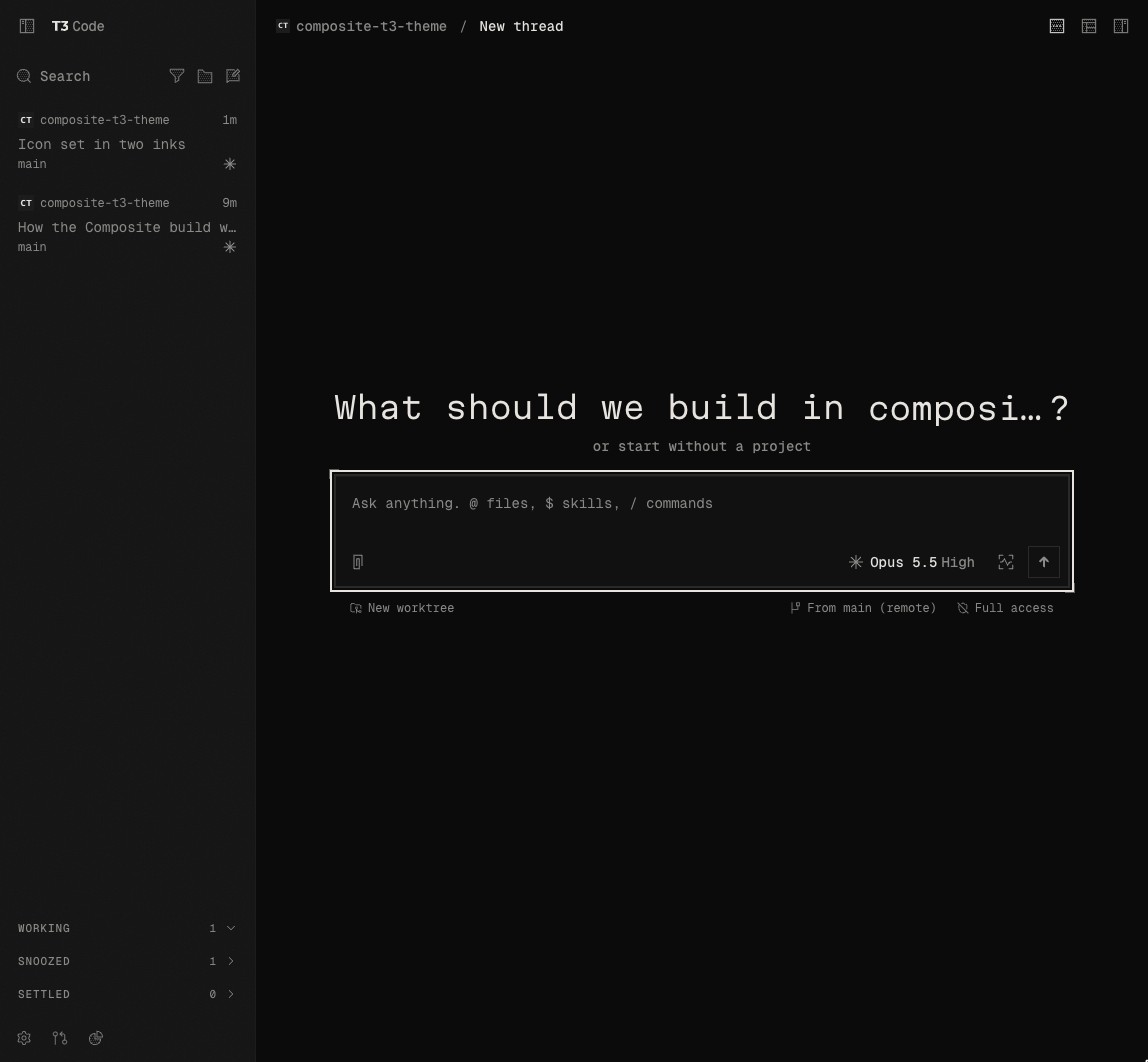 T3 Code
CT composite-t3-theme / New thread
Search
CT composite-t3-theme 1m
Icon set in two inks
main
CT composite-t3-theme 9m
How the Composite build w…
main
What should we build in composi…?
or start without a project
Ask anything. @ files, $ skills, / commands
Opus 5.5 High
New worktree
From main (remote)
Full access
WORKING 1
SNOOZED 1
SETTLED 0